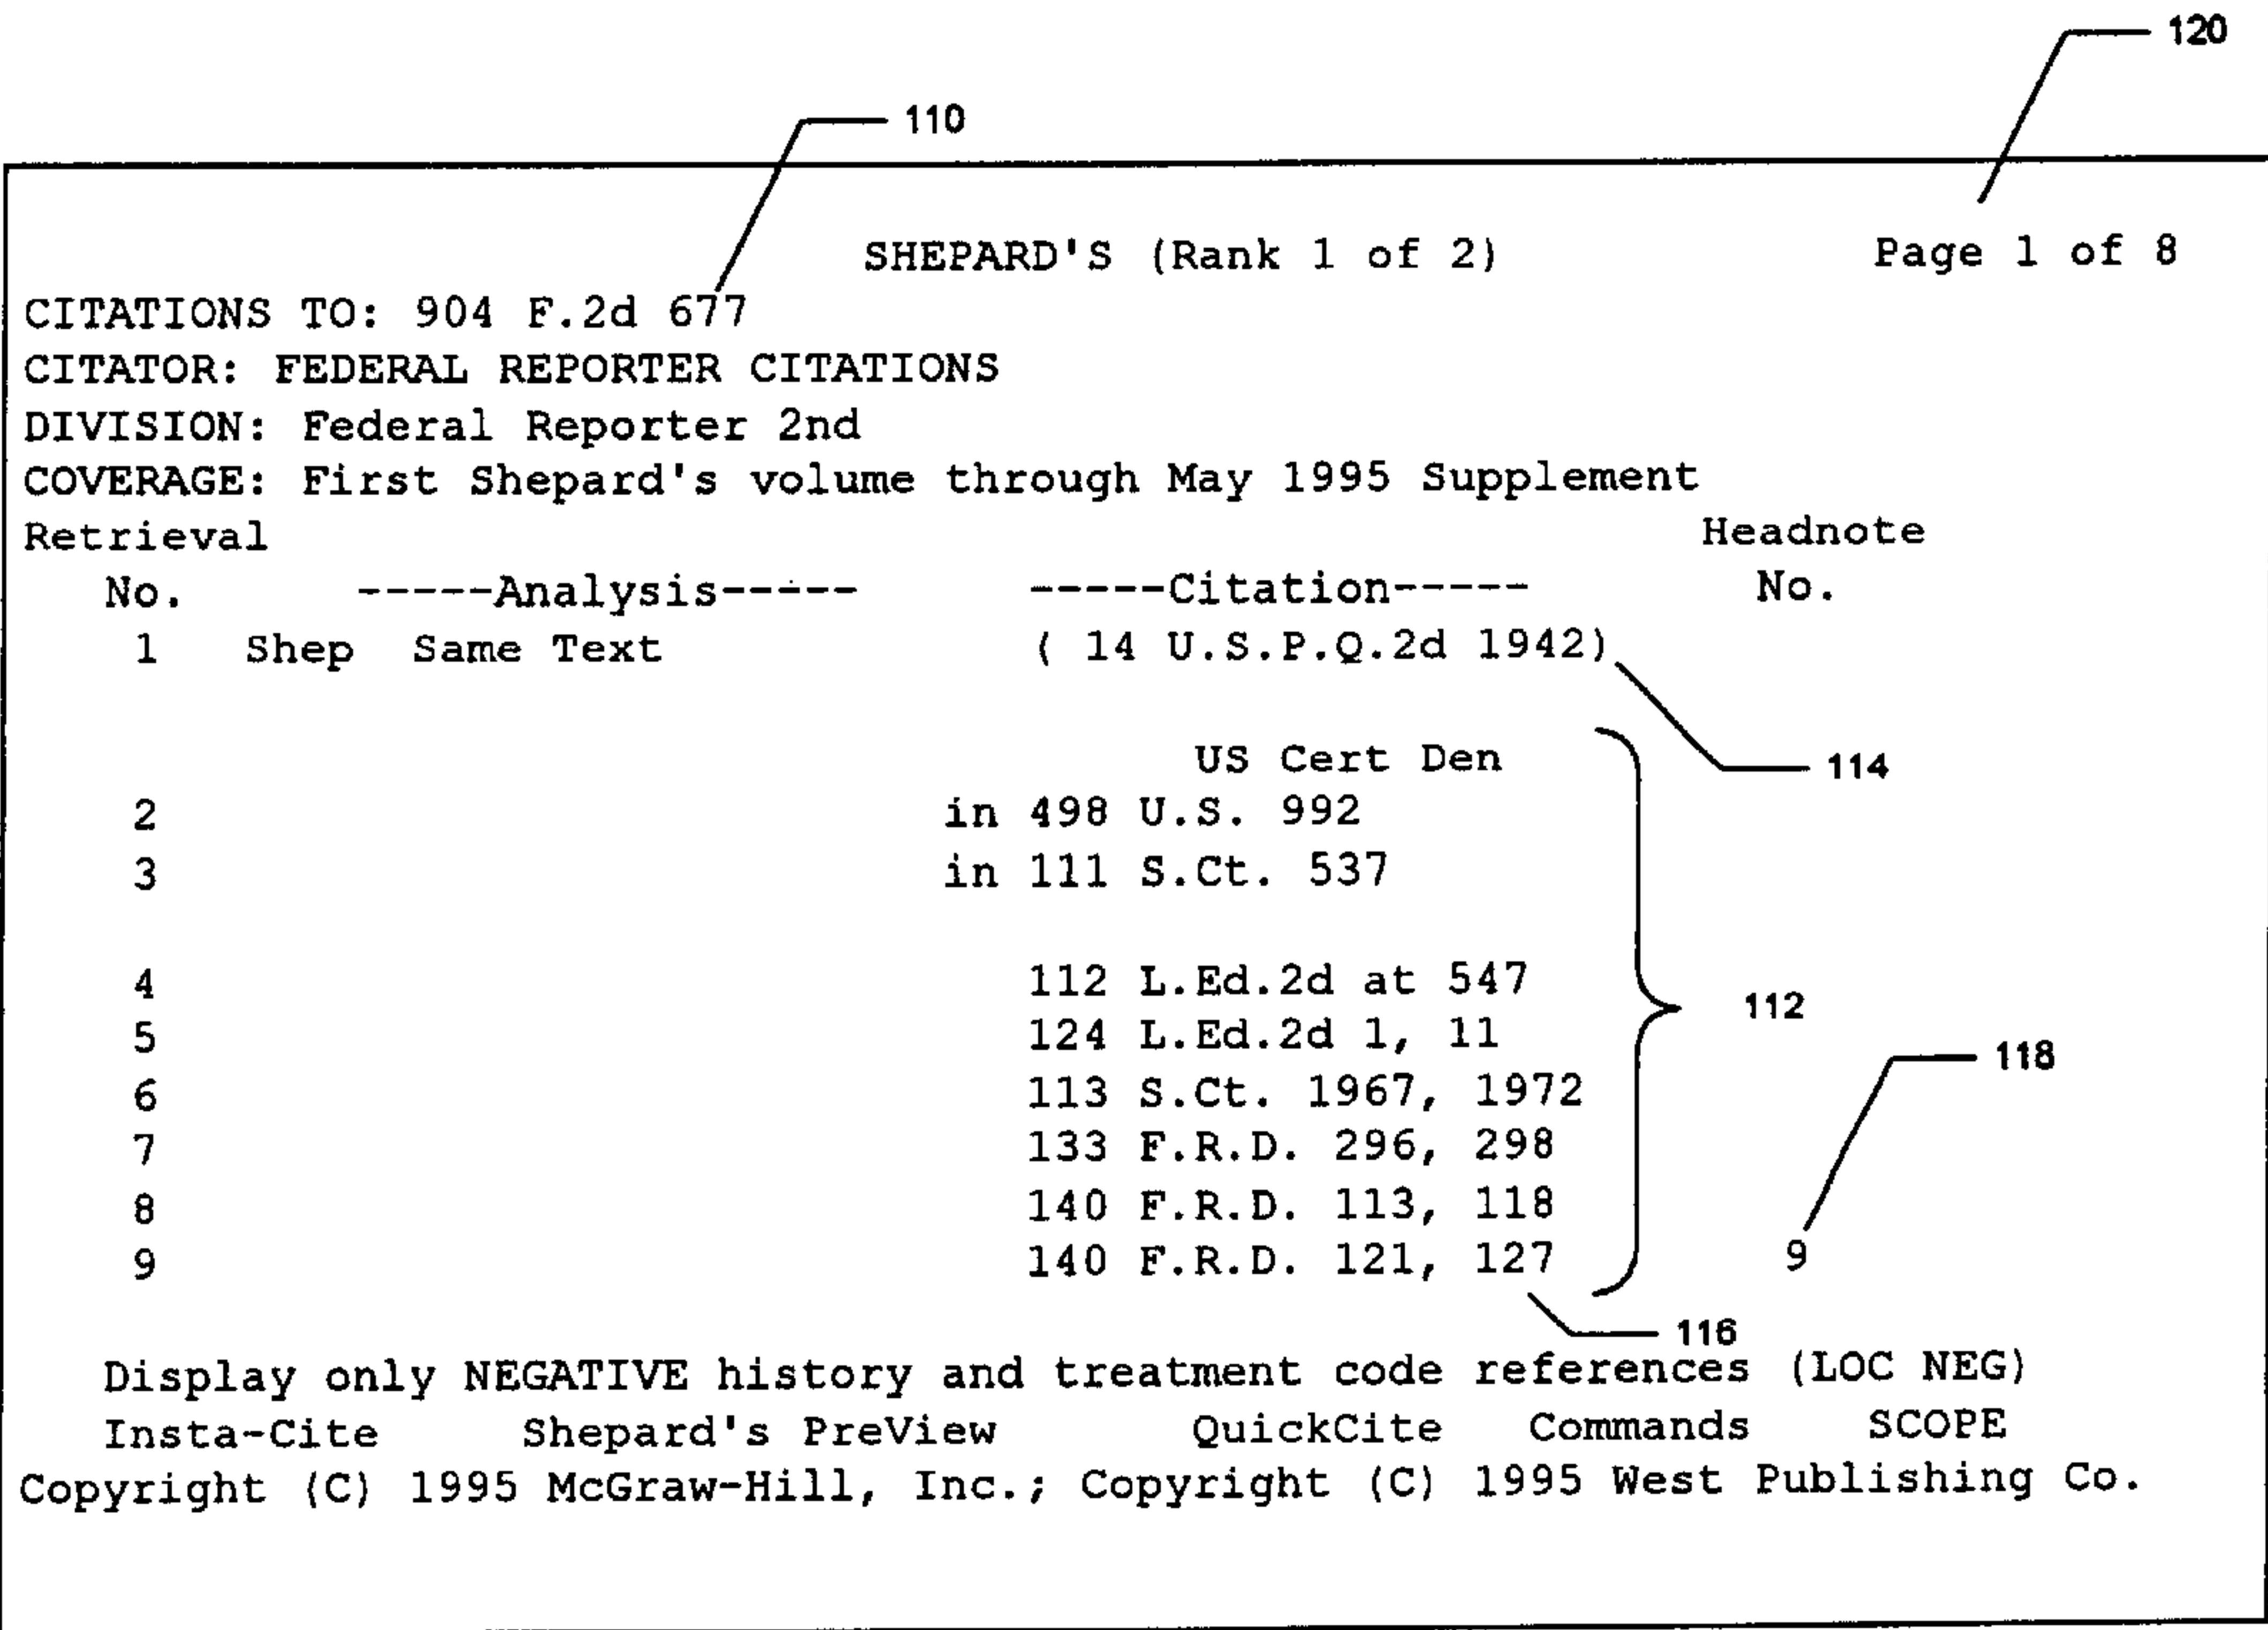 120
110
SHEPARD'S (Rank 1 of 2) Page 1 of 8
CITATIONS TO: 904 F.2d 677
CITATOR: FEDERAL REPORTER CITATIONS
DIVISION: Federal Reporter 2nd
COVERAGE: First Shepard's volume through May 1995 Supplement
Retrieval Headnote
No. -----Analysis----- -----Citation----- No.
1 Shep Same Text ( 14 U.S.P.Q.2d 1942)
US Cert Den 114
2 in 498 U.S. 992
3 in 111 S.Ct. 537
4 112 L.Ed.2d at 547
112
5 124 L.Ed.2d 1, 11
118
6 113 S.Ct. 1967, 1972
7 133 F.R.D. 296, 298
8 140 F.R.D. 113, 118
9 140 F.R.D. 121, 127 9
116
Display only NEGATIVE history and treatment code references (LOC NEG)
Insta-Cite Shepard's PreView QuickCite Commands SCOPE
Copyright (C) 1995 McGraw-Hill, Inc.; Copyright (C) 1995 West Publishing Co.